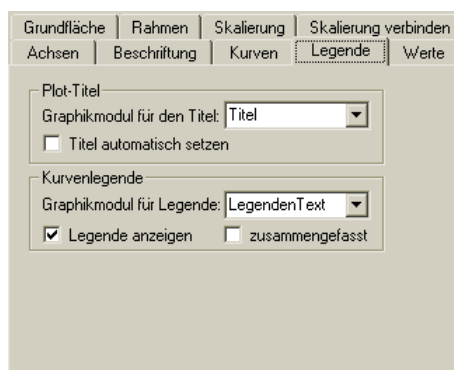 Grundfläche Rahmen Skalierung Skalierung verbinden
Achsen Beschriftung Kurven Legende Werte
Plot-Titel
Graphikmodul für den Titel: Titel
Titel automatisch setzen
Kurvenlegende
Graphikmodul für Legende: LegendenText
Legende anzeigen zusammengefasst